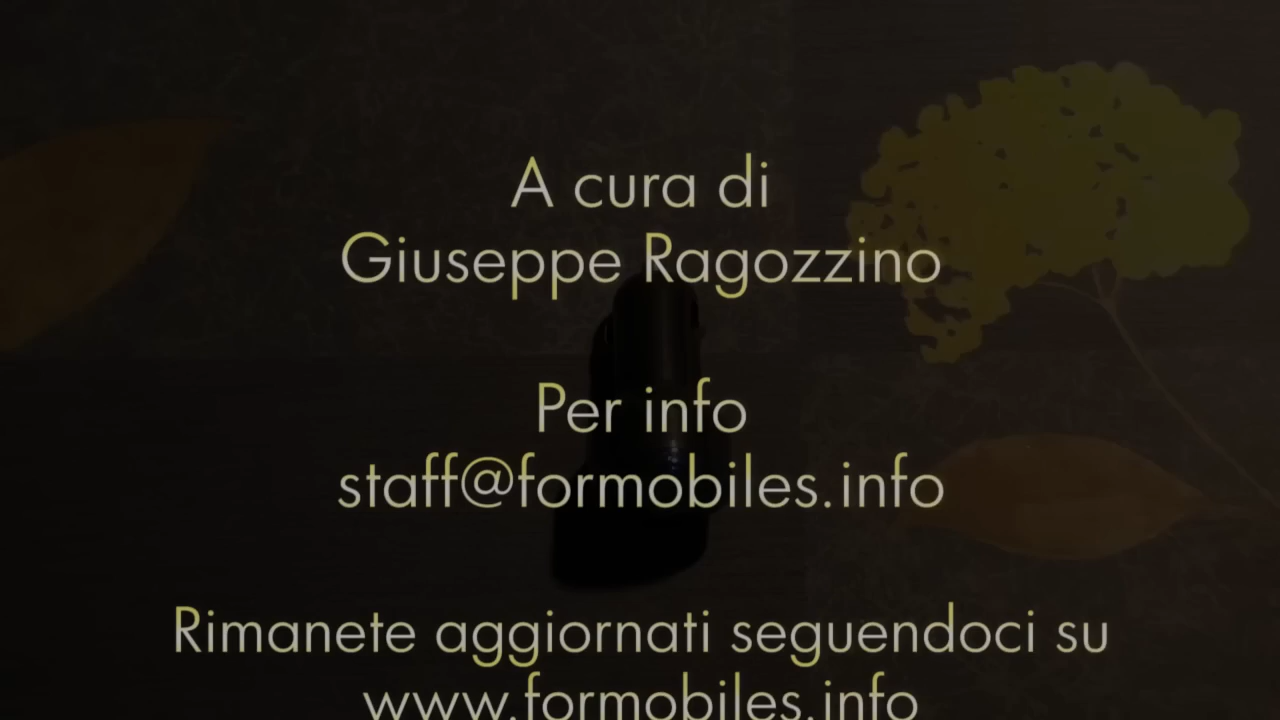 A cura di
Giuseppe Ragozzino
Per info
staff@formobiles.info
Rimanete aggiornati seguendoci su
www.formobiles.info